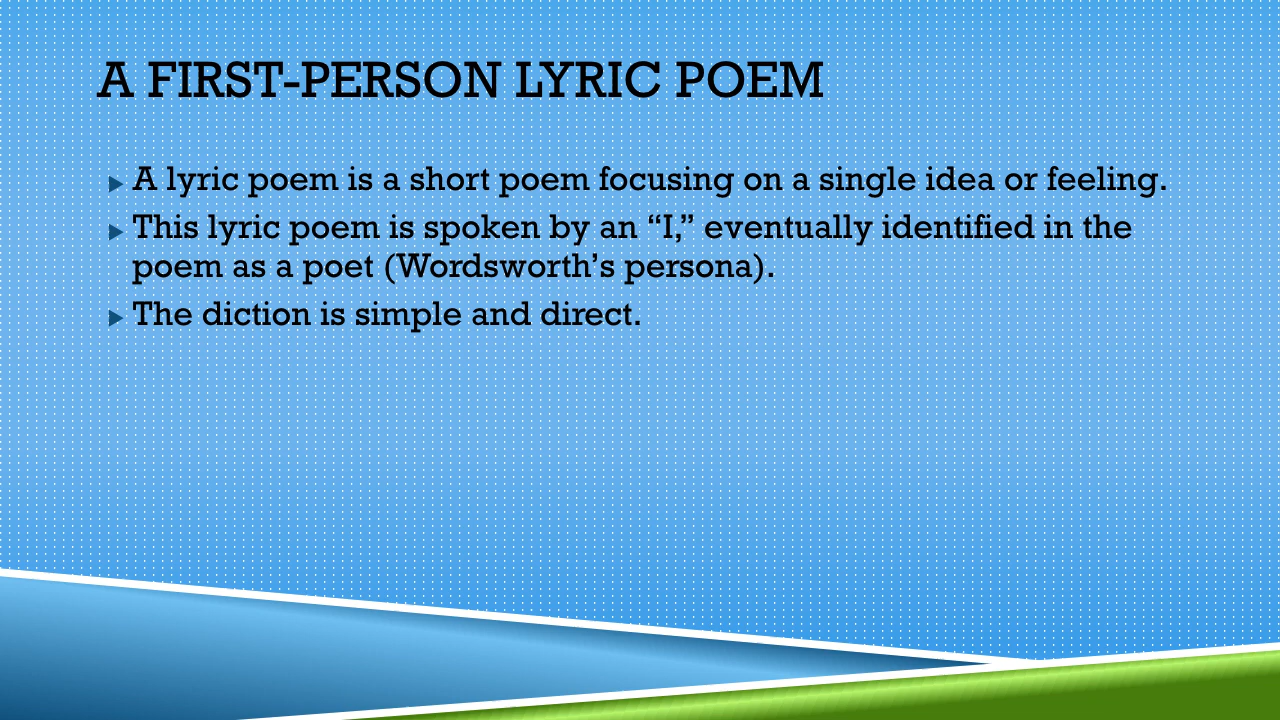 A FIRST-PERSON LYRIC POEM
A lyric poem is a short poem focusing on a single idea or feeling.
This lyric poem is spoken by an “I,” eventually identified in the
poem as a poet (Wordsworth’s persona).
The diction is simple and direct.